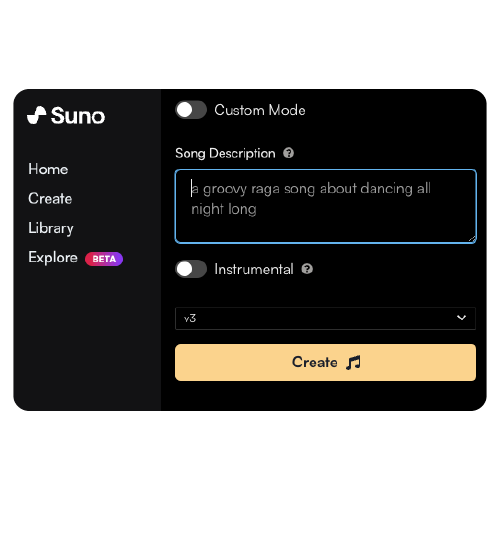 Suno
Home
Create
Library
Explore BETA
Custom Mode
Song Description ?
a groovy raga song about dancing all
night long
Instrumental ?
v3
Create